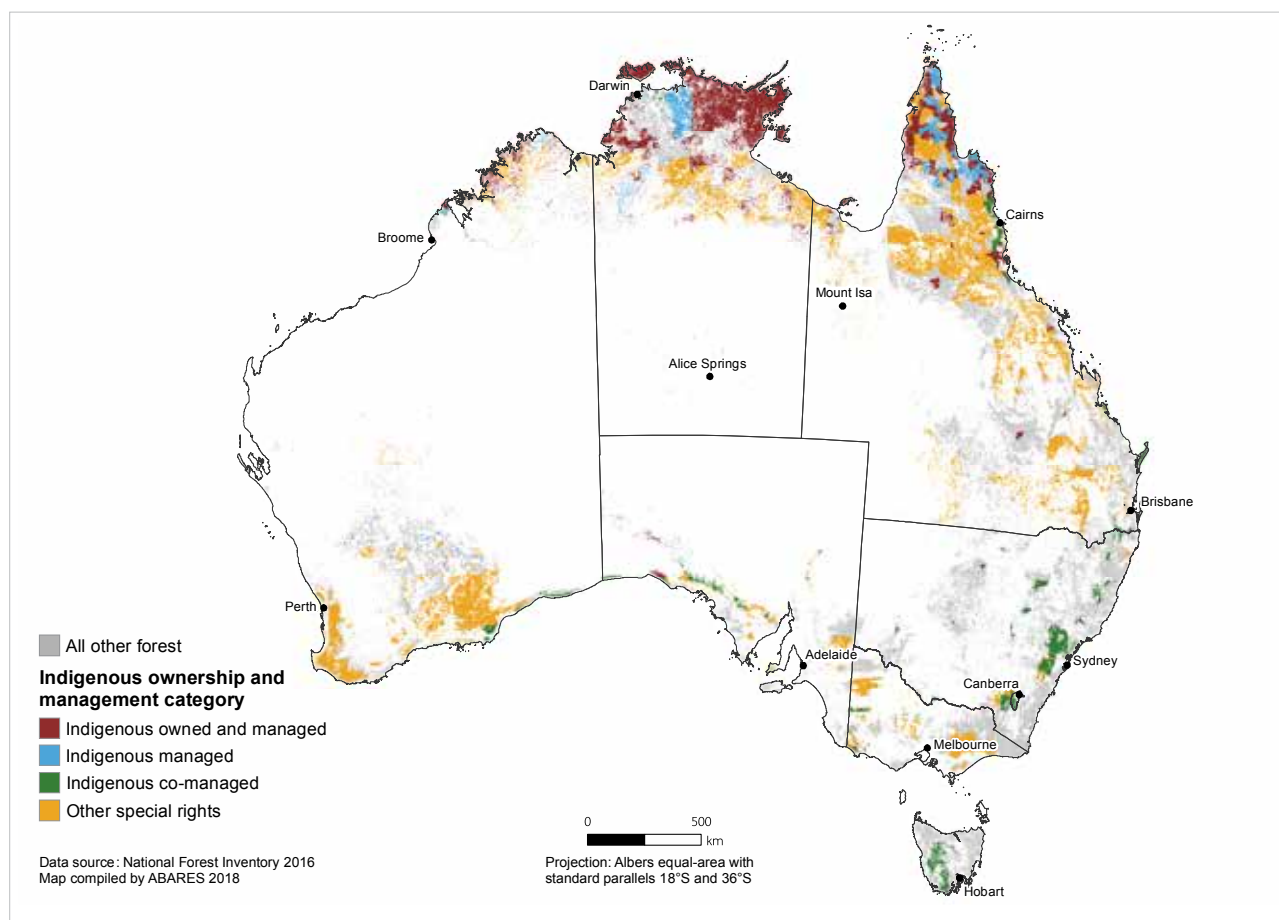 Darwin
Cairns
Broome
Mount Isa
Alice Springs
Brisbane
Perth
Adelaide
Sydney
Canberra
Melbourne
Hobart
All other forest
Indigenous ownership and
management category
Indigenous owned and managed
Indigenous managed
Indigenous co-managed
Other special rights
0 500
km
Data source: National Forest Inventory 2016
Map compiled by ABARES 2018
Projection: Albers equal-area with
standard parallels 18°S and 36°S